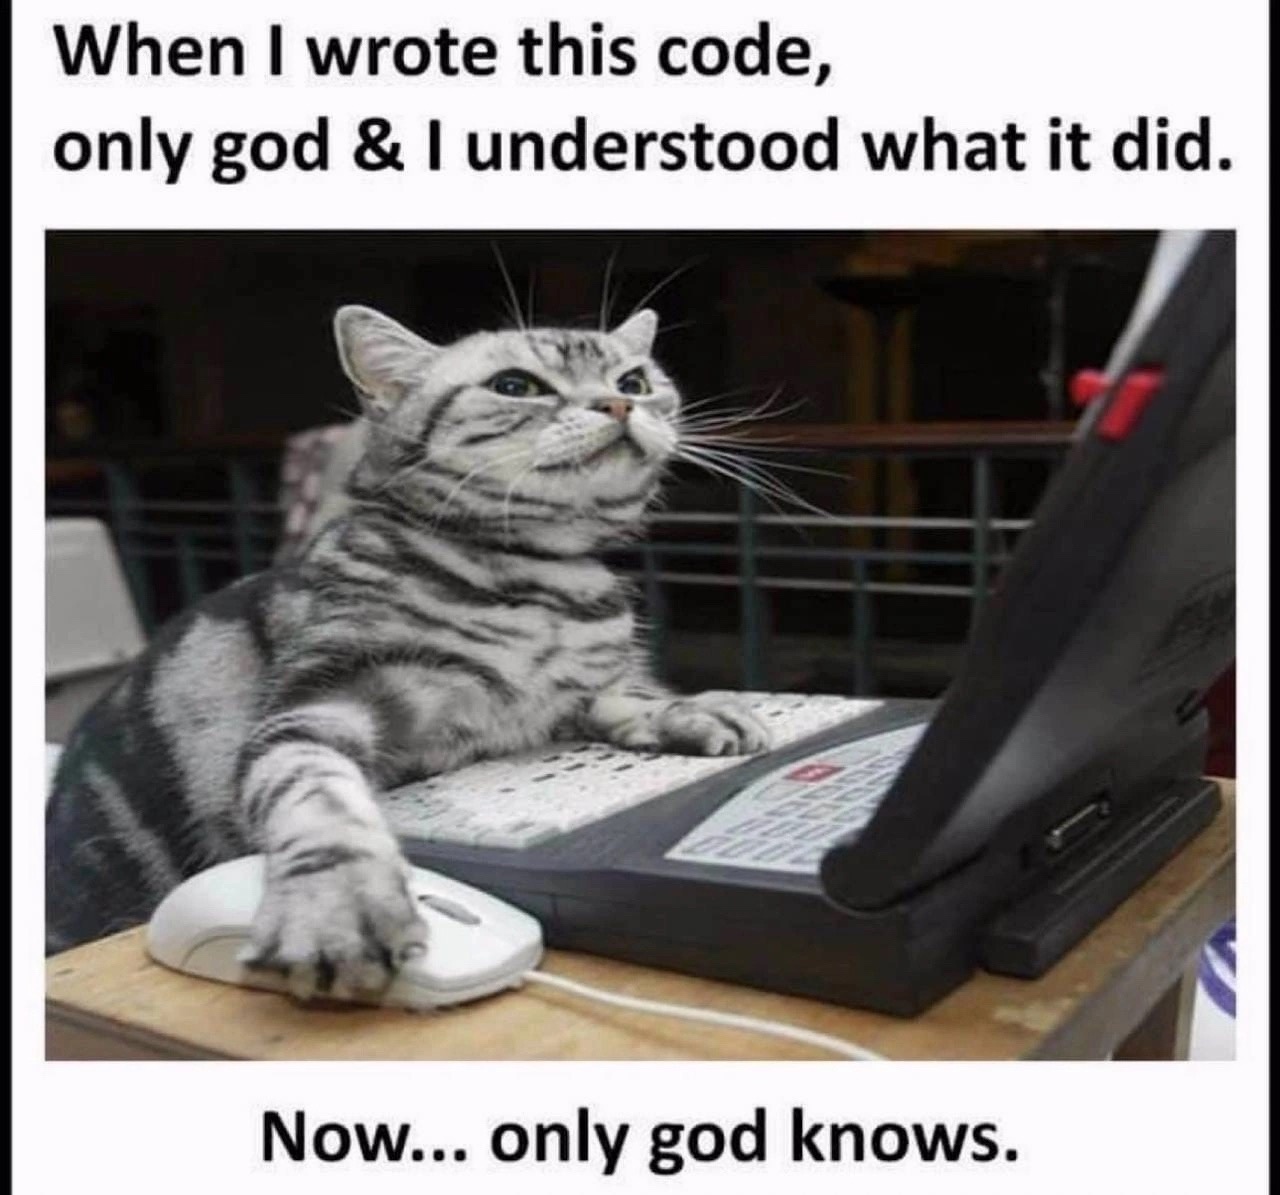 When I wrote this code,
only god & I understood what it did.
Now... only god knows.